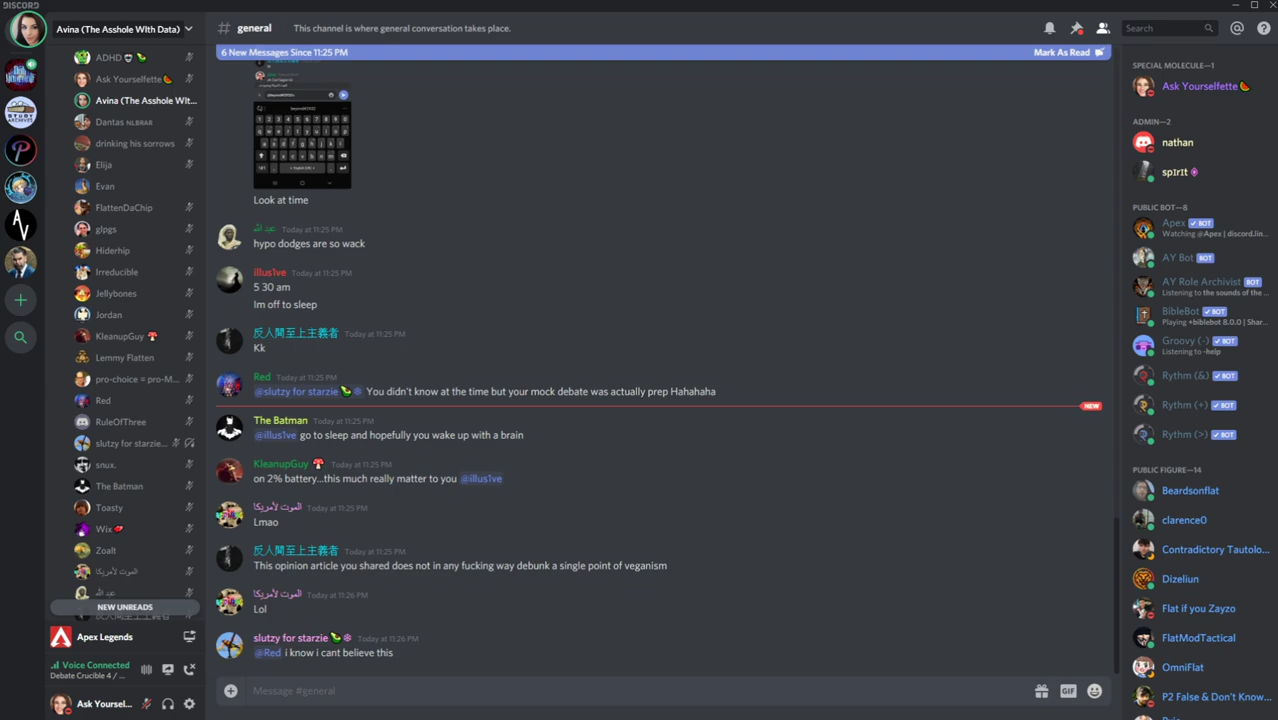 DISCORD
Avina (The Asshole WIth Data)
# general
This channel is where general conversation takes place.
Search
6 New Messages Since 11:25 PM
Mark As Read
ADHD
Ask Yourselfette
Avina (The Asshole WIt...
Dantas NLBRAR
drinking his sorrows
Elija
Evan
FlattenDaChip
glpgs
Hiderhip
Irreducible
Jellybones
Jordan
KleanupGuy
Lemmy Flatten
pro-choice = pro-M...
Red
RuleOfThree
slutzy for starzie...
snux.
The Batman
Toasty
Wix
Zoalt
الموت لأمريكا
عبد الله
NEW UNREADS
Apex Legends
Voice Connected
Debate Crucible 4 / ...
Ask Yoursel...
Look at time
عبد الله Today at 11:25 PM
hypo dodges are so wack
illus1ve Today at 11:25 PM
5 30 am
Im off to sleep
反人間至上主義者 Today at 11:25 PM
Kk
Red Today at 11:25 PM
@slutzy for starzie You didn't know at the time but your mock debate was actually prep Hahahaha
NEW
The Batman Today at 11:25 PM
@illus1ve go to sleep and hopefully you wake up with a brain
KleanupGuy Today at 11:25 PM
on 2% battery...this much really matter to you @illus1ve
الموت لأمريكا Today at 11:25 PM
Lmao
反人間至上主義者 Today at 11:25 PM
This opinion article you shared does not in any fucking way debunk a single point of veganism
الموت لأمريكا Today at 11:26 PM
Lol
slutzy for starzie Today at 11:26 PM
@Red i know i cant believe this
Message #general
GIF
SPECIAL MOLECULE—1
Ask Yourselfette
ADMIN—2
nathan
sp1r1t
PUBLIC BOT—8
Apex BOT
Watching @Apex | discordJin...
AY Bot BOT
AY Role Archivist BOT
Listening to the sounds of the ...
BibleBot BOT
Playing +biblebot 8.0.0 | Shar...
Groovy (-) BOT
Listening to -help
Rythm (&) BOT
Rythm (+) BOT
Rythm (>) BOT
PUBLIC FIGURE—14
Beardsonflat
clarence0
Contradictory Tautolo...
Dizeliun
Flat if you Zayzo
FlatModTactical
OmniFlat
P2 False & Don't Know...